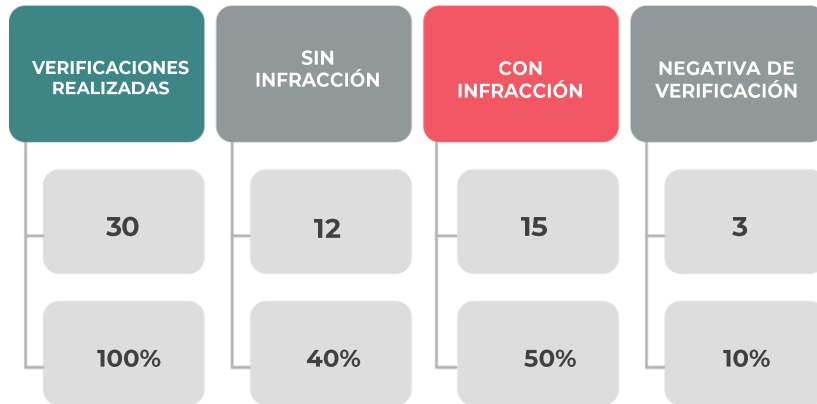 VERIFICACIONES
REALIZADAS
SIN
INFRACCIÓN
CON
INFRACCIÓN
NEGATIVA DE
VERIFICACIÓN
30
12
15
3
100%
40%
50%
10%